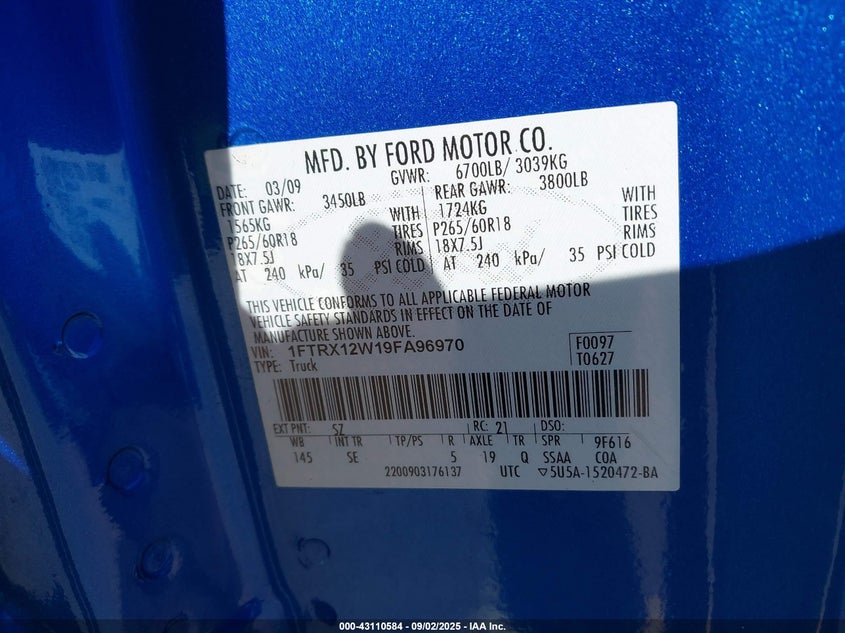 MFD. BY FORD MOTOR CO.
DATE: 03/09 GVWR: 6700LB/ 3039KG
FRONT GAWR: 3450LB REAR GAWR: 3800LB
1565KG WITH 1724KG WITH
P265/60R18 TIRES P265/60R18 TIRES
18X7.5J RIMS 18X7.5J RIMS
AT 240 kPa/ 35 PSI COLD AT 240 kPa/ 35 PSI COLD
THIS VEHICLE CONFORMS TO ALL APPLICABLE FEDERAL MOTOR
VEHICLE SAFETY STANDARDS IN EFFECT ON THE DATE OF
MANUFACTURE SHOWN ABOVE.
VIN: 1FTRX12W19FA96970 F0097
TYPE: Truck T0627
EXT PNT: SZ RC: 21 DSO:
WB INT TR TP/PS R AXLE TR SPR 9F616
145 SE 5 19 Q SSAA COA
2200903176137 UTC ▽5U5A-1520472-BA
000-43110584 - 09/02/2025 - IAA Inc.